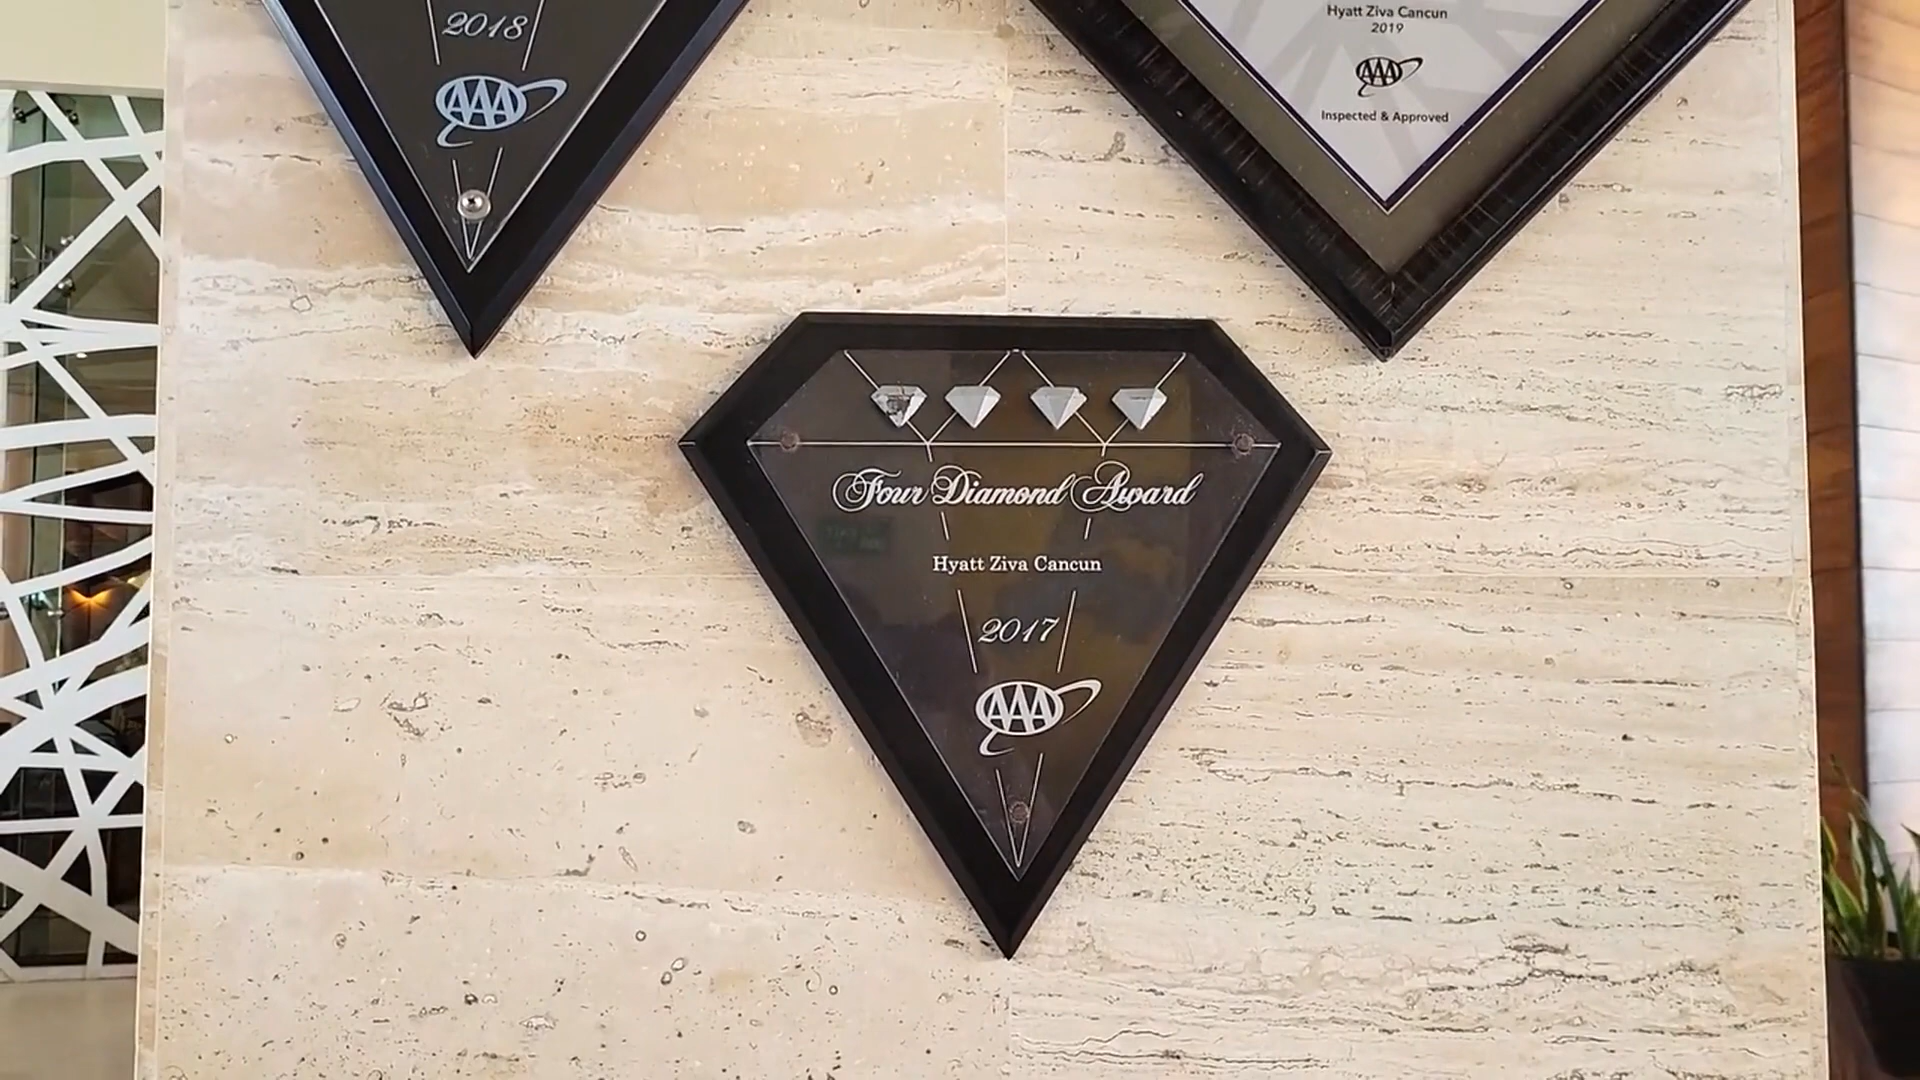 2018
AAA
Hyatt Ziva Cancun
2019
AAA
Inspected & Approved
Four Diamond Award
Hyatt Ziva Cancun
2017
AAA